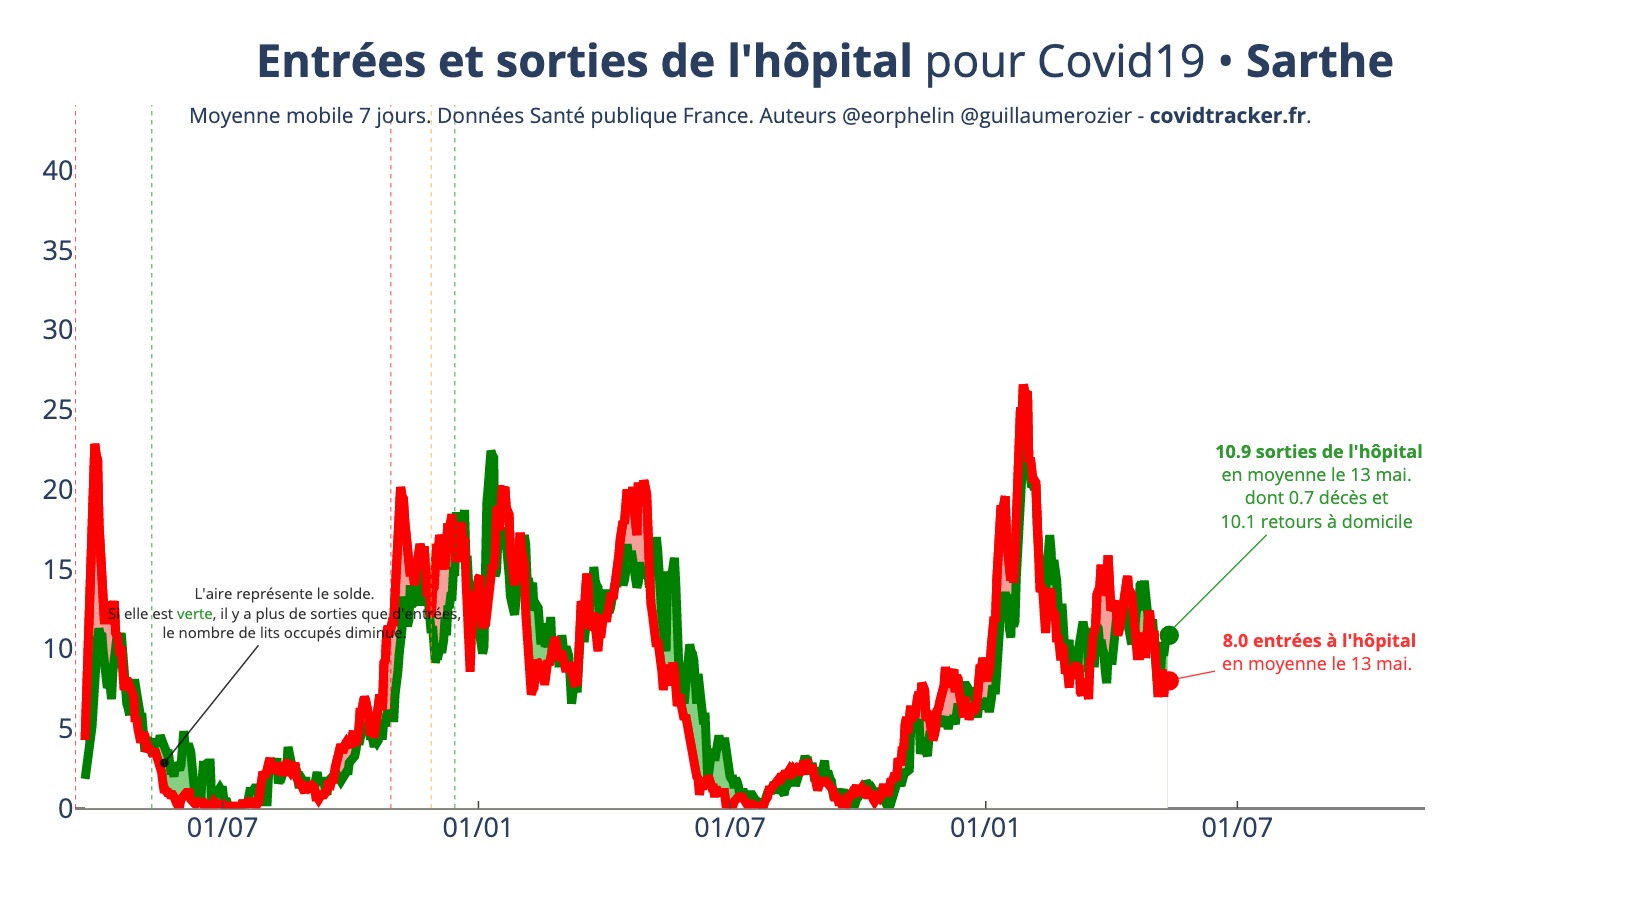 Entrées et sorties de l'hôpital pour Covid19 • Sarthe
Moyenne mobile 7 jours. Données Santé publique France. Auteurs @eorphelin @guillaumerozier - covidtracker.fr.
40
35
30
25
20
15
10
5
0
L'aire représente le solde.
Si elle est verte, il y a plus de sorties que d'entrées,
le nombre de lits occupés diminue.
10.9 sorties de l'hôpital
en moyenne le 13 mai.
dont 0.7 décès et
10.1 retours à domicile
8.0 entrées à l'hôpital
en moyenne le 13 mai.
01/07 01/01 01/07 01/01 01/07